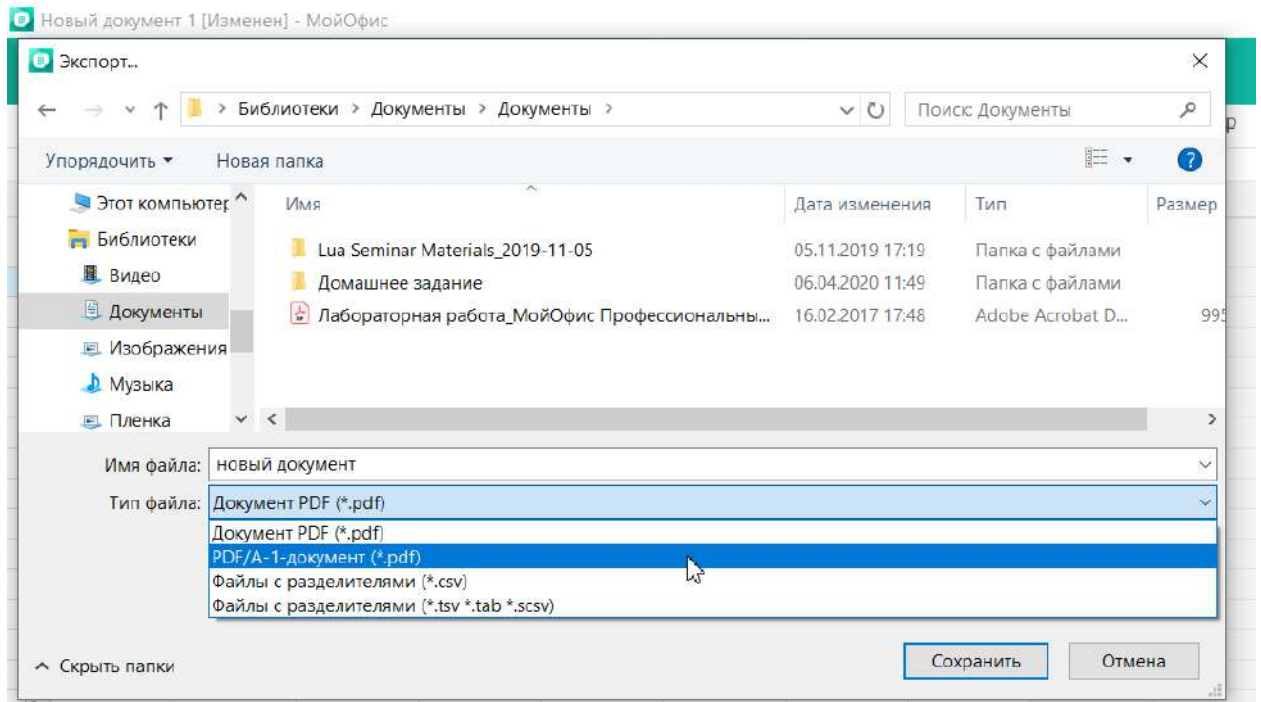 Новый документ 1 [Изменен] - МойОфис
Экспорт...
Библиотеки > Документы > Документы >
Поиск: Документы
Упорядочить
Новая папка
?
Этот компьютер
Имя
Дата изменения
Тип
Размер
Библиотеки
Lua Seminar Materials_2019-11-05
05.11.2019 17:19
Папка с файлами
Видео
Домашнее задание
06.04.2020 11:49
Папка с файлами
Документы
Лабораторная работа_МойОфис Профессиональны...
16.02.2017 17:48
Adobe Acrobat D...
995
Изображения
Музыка
Пленка
Имя файла: новый документ
Тип файла: Документ PDF (*.pdf)
Документ PDF (*.pdf)
PDF/A-1-документ (*.pdf)
Файлы с разделителями (*.csv)
Файлы с разделителями (*.tsv *.tab *.scsv)
Скрыть папки
Сохранить
Отмена